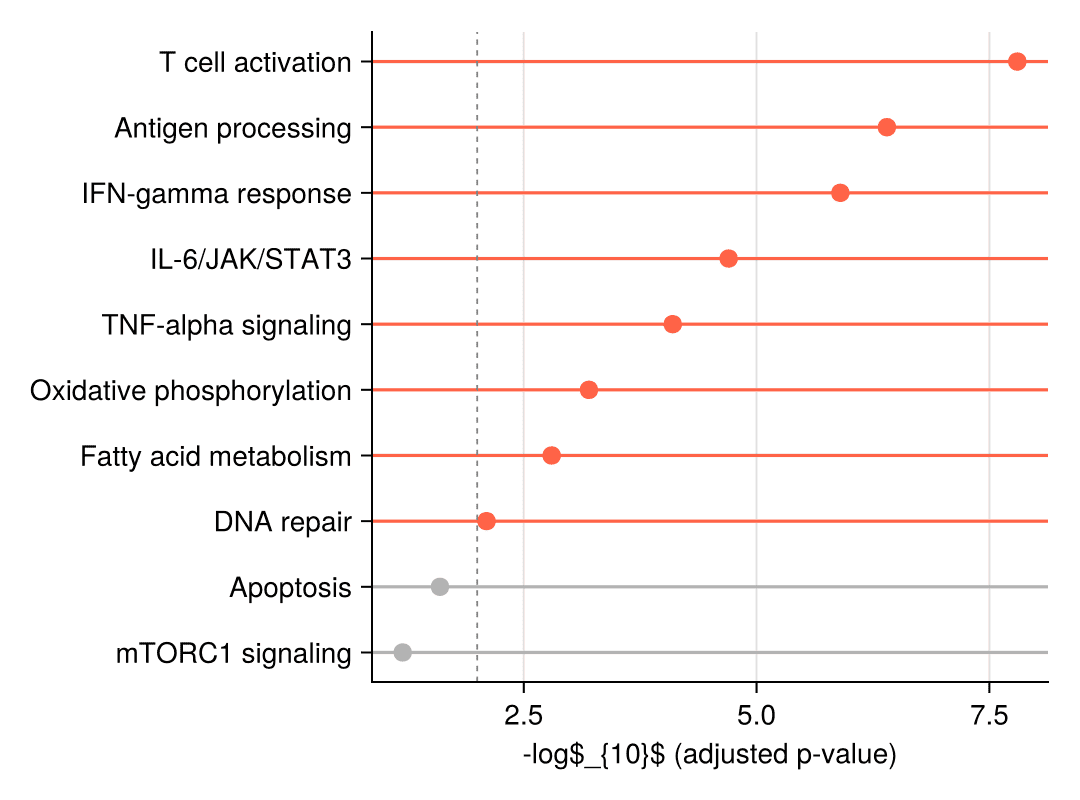 T cell activation
Antigen processing
IFN-gamma response
IL-6/JAK/STAT3
TNF-alpha signaling
Oxidative phosphorylation
Fatty acid metabolism
DNA repair
Apoptosis
mTORC1 signaling
2.5 5.0 7.5
-log$_{10}$ (adjusted p-value)